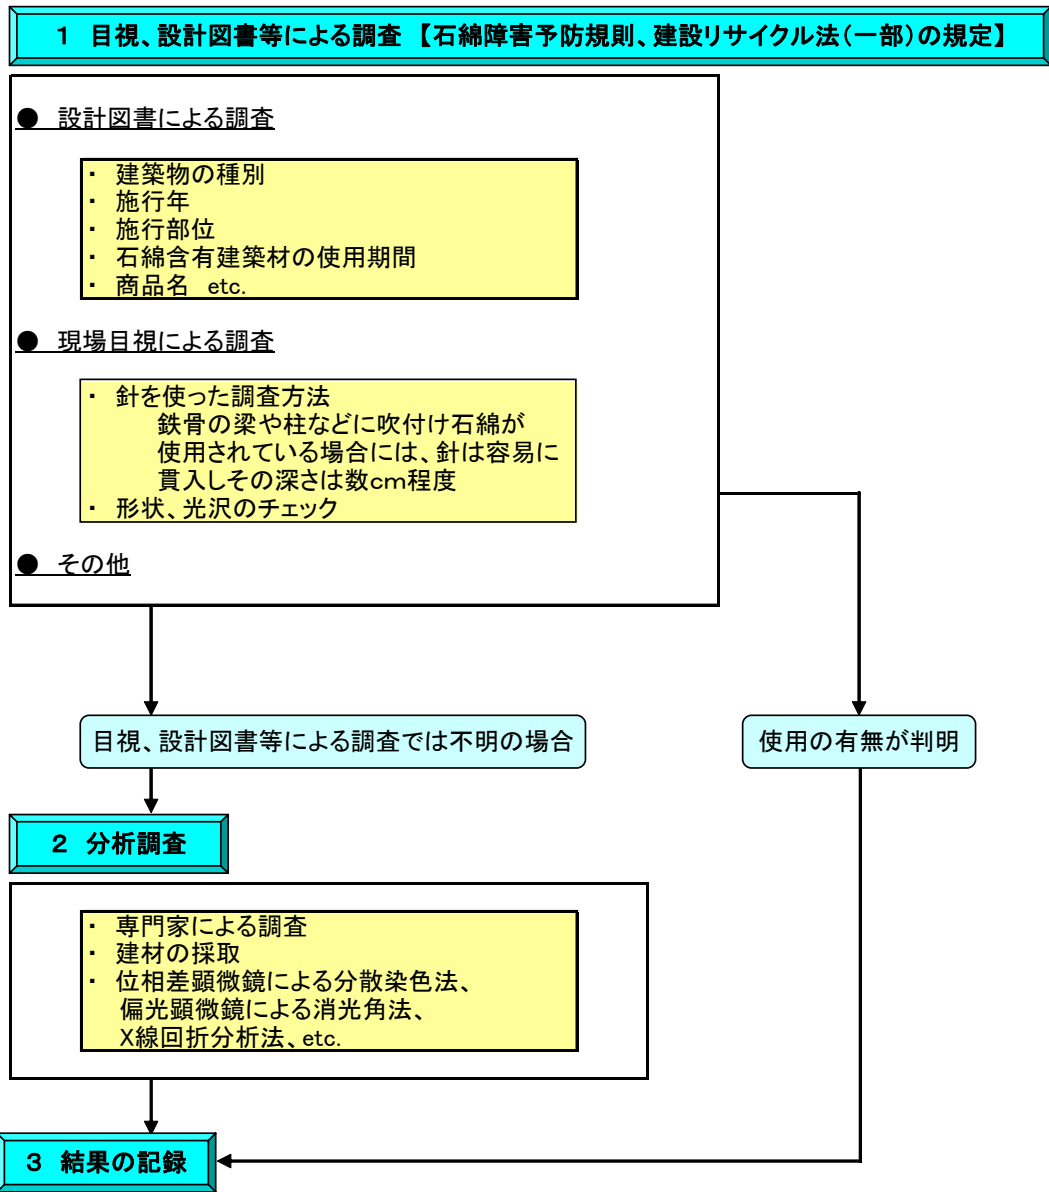 １　目視、設計図書等による調査　【石綿障害予防規則、建設リサイクル法（一部）の規定】
●　設計図書による調査
・　建築物の種別
・　施行年
・　施行部位
・　石綿含有建築材の使用期間
・　商品名　etc.
●　現場目視による調査
・　針を使った調査方法
鉄骨の梁や柱などに吹付け石綿が
使用されている場合には、針は容易に
貫入しその深さは数ｃｍ程度
・　形状、光沢のチェック
●　その他
目視、設計図書等による調査では不明の場合
使用の有無が判明
２　分析調査
・　専門家による調査
・　建材の採取
・　位相差顕微鏡による分散染色法、
偏光顕微鏡による消光角法、
X線回折分析法、etc.
３　結果の記録